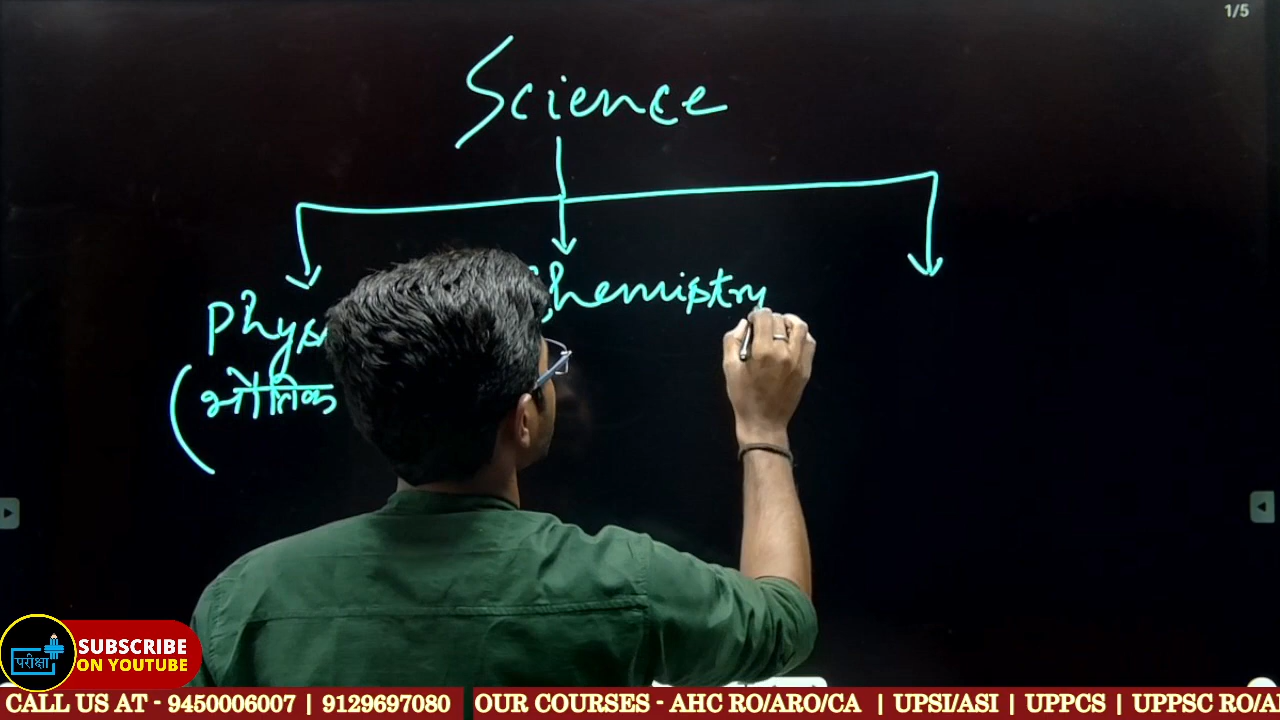 1/5
Science
Chemistry
Phys
(भौतिक
परीक्षा
SUBSCRIBE
ON YOUTUBE
CALL US AT - 9450006007 | 9129697080 OUR COURSES - AHC RO/ARO/CA | UPSI/ASI | UPPCS | UPPSC RO/A